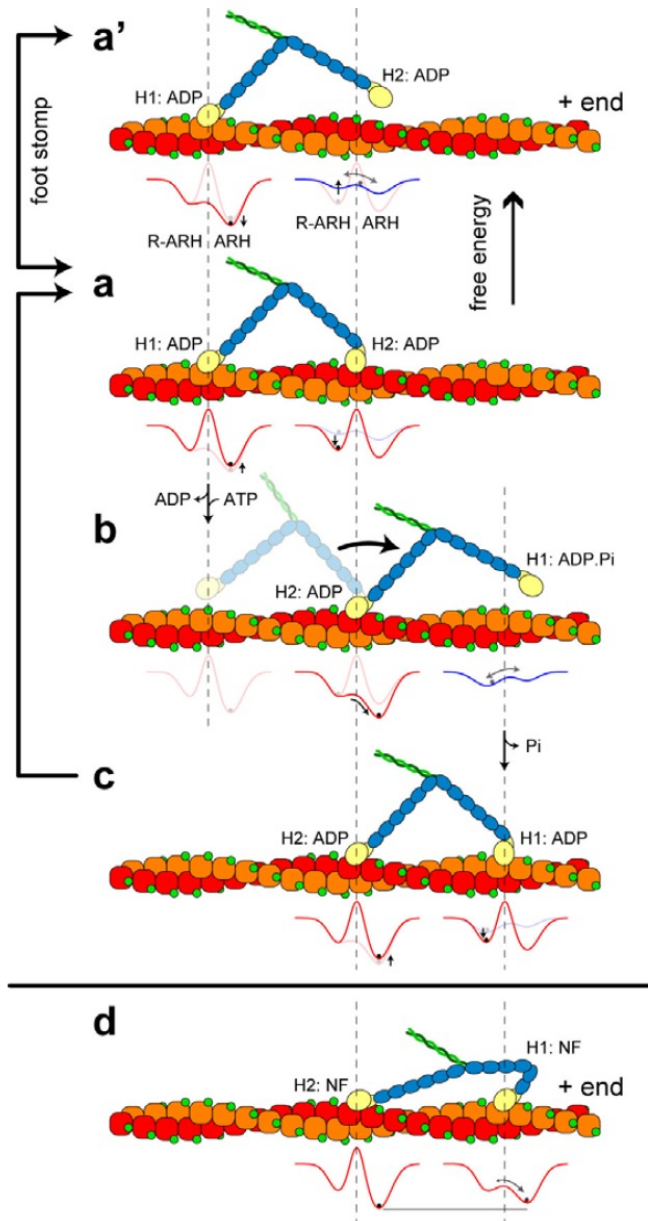 a’
H2: ADP
H1: ADP
+ end
foot stomp
R-ARH ARH
R-ARH ARH
free energy
a
H1: ADP
H2: ADP
ADP ATP
b
H1: ADP.Pi
H2: ADP
Pi
c
H2: ADP
H1: ADP
d
H1: NF
H2: NF
+ end